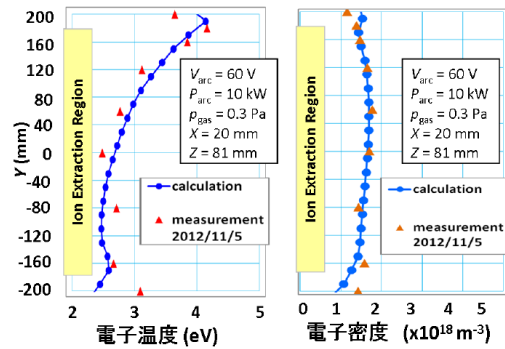 Y (mm)
200
160
120
80
40
0
-40
-80
-120
-160
-200
Ion Extraction Region
V_arc = 60 V
P_arc = 10 kW
p_gas = 0.3 Pa
X = 20 mm
Z = 81 mm
calculation
measurement
2012/11/5
2 3 4 5
電子温度 (eV)
Ion Extraction Region
V_arc = 60 V
P_arc = 10 kW
p_gas = 0.3 Pa
X = 20 mm
Z = 81 mm
calculation
measurement
2012/11/5
0 1 2 3 4 5
電子密度 (x10^18 m^-3)